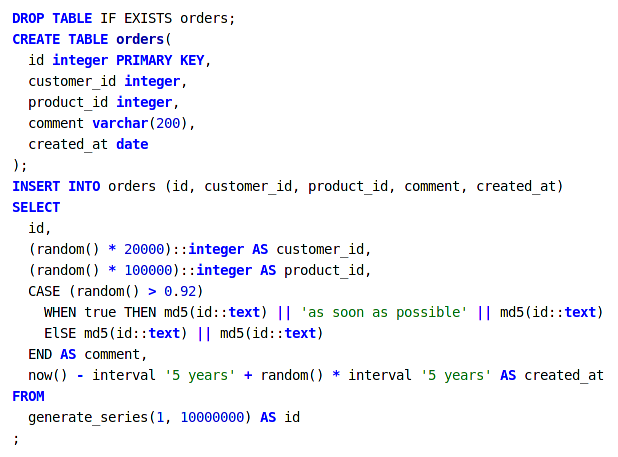 DROP TABLE IF EXISTS orders;
CREATE TABLE orders(
  id integer PRIMARY KEY,
  customer_id integer,
  product_id integer,
  comment varchar(200),
  created_at date
);
INSERT INTO orders (id, customer_id, product_id, comment, created_at)
SELECT
  id,
  (random() * 20000)::integer AS customer_id,
  (random() * 100000)::integer AS product_id,
  CASE (random() > 0.92)
    WHEN true THEN md5(id::text) || 'as soon as possible' || md5(id::text)
    ElSE md5(id::text) || md5(id::text)
  END AS comment,
  now() - interval '5 years' + random() * interval '5 years' AS created_at
FROM
  generate_series(1, 10000000) AS id
;